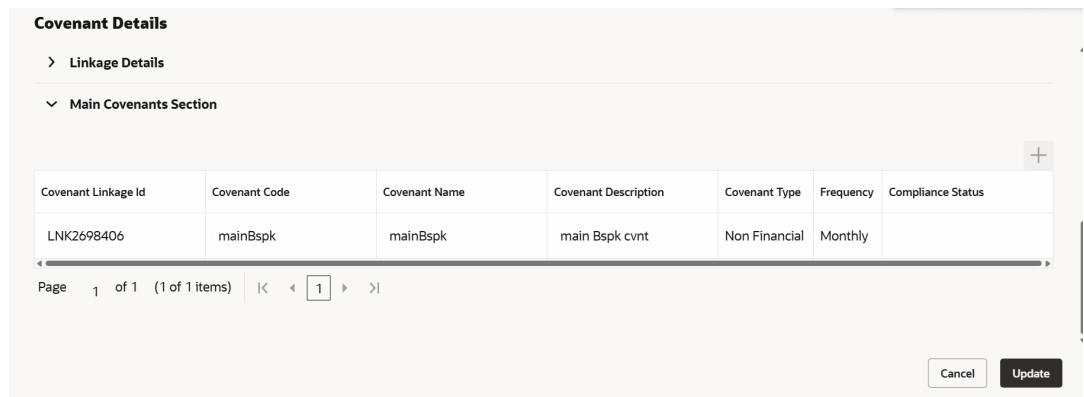 Covenant Details
Linkage Details
Main Covenants Section
Covenant Linkage Id Covenant Code Covenant Name Covenant Description Covenant Type Frequency Compliance Status
LNK2698406 mainBspk mainBspk main Bspk cvnt Non Financial Monthly
Page 1 of 1 (1 of 1 items) 1
Cancel Update